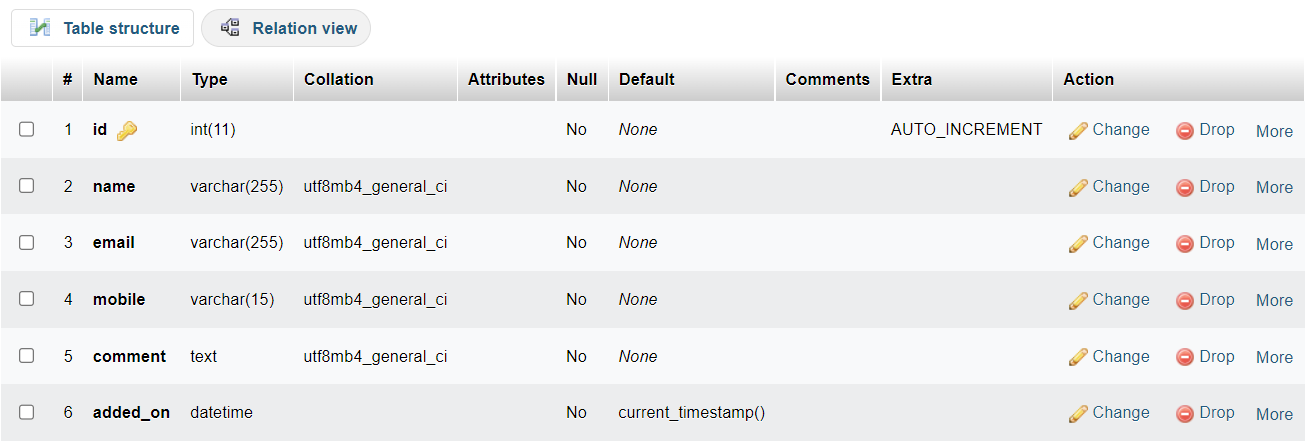 Table structure Relation view
# Name Type Collation Attributes Null Default Comments Extra Action
1 id int(11) No None AUTO_INCREMENT Change Drop More
2 name varchar(255) utf8mb4_general_ci No None Change Drop More
3 email varchar(255) utf8mb4_general_ci No None Change Drop More
4 mobile varchar(15) utf8mb4_general_ci No None Change Drop More
5 comment text utf8mb4_general_ci No None Change Drop More
6 added_on datetime No current_timestamp() Change Drop More